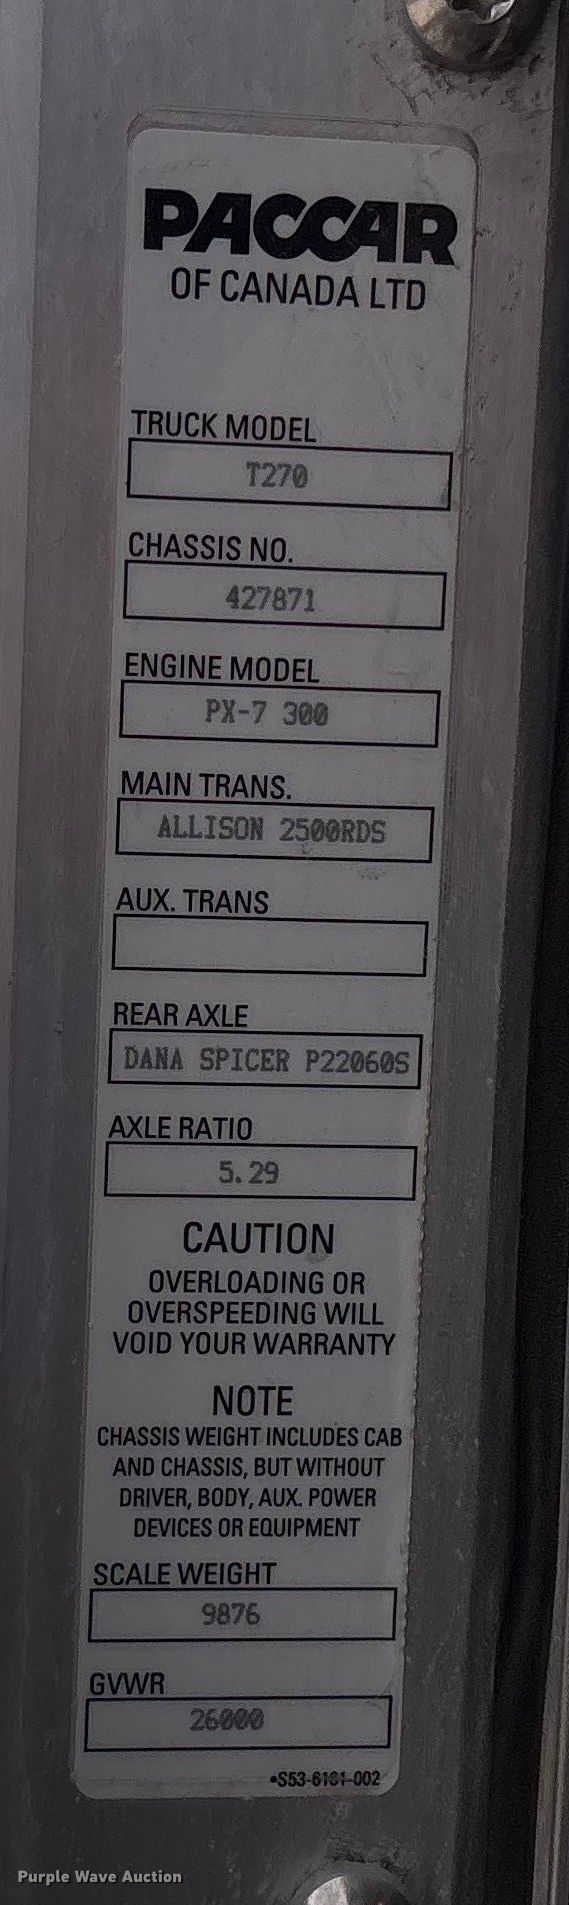 PACCAR
OF CANADA LTD
TRUCK MODEL
T270
CHASSIS NO.
427871
ENGINE MODEL
PX-7 300
MAIN TRANS.
ALLISON 2500RDS
AUX. TRANS
REAR AXLE
DANA SPICER P22060S
AXLE RATIO
5.29
CAUTION
OVERLOADING OR
OVERSPEEDING WILL
VOID YOUR WARRANTY
NOTE
CHASSIS WEIGHT INCLUDES CAB
AND CHASSIS, BUT WITHOUT
DRIVER, BODY, AUX. POWER
DEVICES OR EQUIPMENT
SCALE WEIGHT
9876
GVWR
26000
•S53-6161-002
Purple Wave Auction